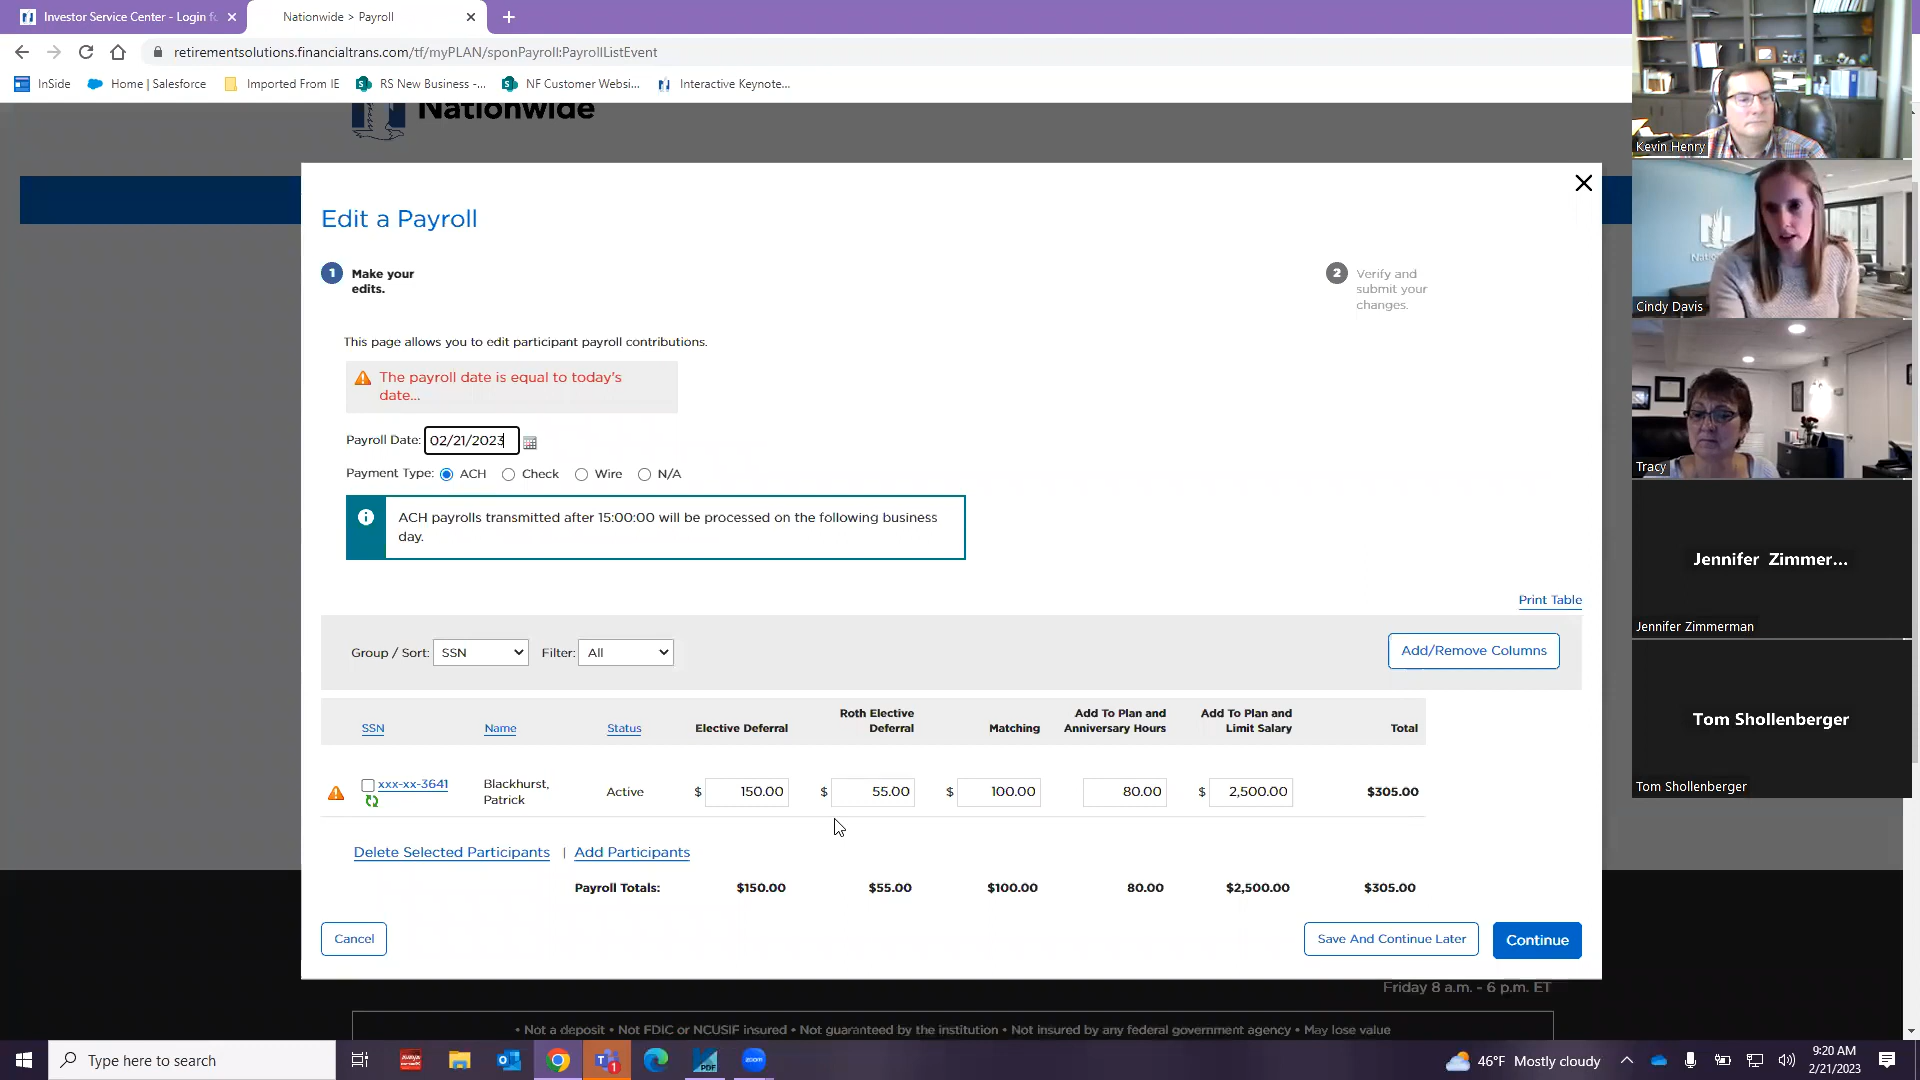 Investor Service Center - Login fo
Nationwide > Payroll
retirementsolutions.financialtrans.com/tf/myPLAN/sponPayroll:PayrollListEvent
InSide
Home | Salesforce
Imported From IE
RS New Business -...
NF Customer Websi...
Interactive Keynote...
Nationwide
Edit a Payroll
1 Make your
edits.
2 Verify and
submit your
changes.
This page allows you to edit participant payroll contributions.
The payroll date is equal to today's
date...
Payroll Date: 02/21/2023
Payment Type: ACH Check Wire N/A
ACH payrolls transmitted after 15:00:00 will be processed on the following business
day.
Print Table
Group / Sort: SSN Filter: All Add/Remove Columns
SSN Name Status Elective Deferral Roth Elective
Deferral Matching Add To Plan and
Anniversary Hours Add To Plan and
Limit Salary Total
xxx-xx-3641 Blackhurst,
Patrick Active $ 150.00 $ 55.00 $ 100.00 80.00 $ 2,500.00 $305.00
Delete Selected Participants | Add Participants
Payroll Totals: $150.00 $55.00 $100.00 80.00 $2,500.00 $305.00
Cancel Save And Continue Later Continue
Friday 8 a.m. - 6 p.m. ET
• Not a deposit • Not FDIC or NCUSIF insured • Not guaranteed by the institution • Not insured by any federal government agency • May lose value
Kevin Henry
Cindy Davis
Tracy
Jennifer Zimmer...
Jennifer Zimmerman
Tom Shollenberger
Tom Shollenberger
Type here to search
zoom
46°F Mostly cloudy
9:20 AM
2/21/2023